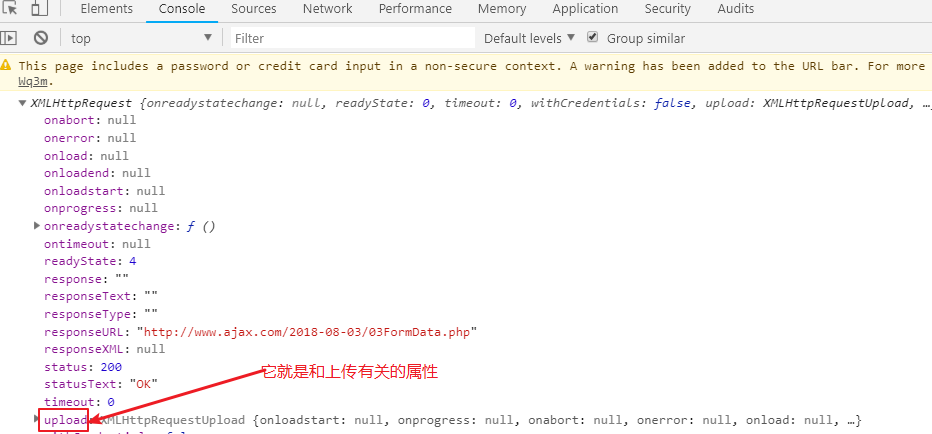 Elements Console Sources Network Performance Memory Application Security Audits
top Filter Default levels Group similar
This page includes a password or credit card input in a non-secure context. A warning has been added to the URL bar. For more
Wq3m.
XMLHttpRequest {onreadystatechange: null, readyState: 0, timeout: 0, withCredentials: false, upload: XMLHttpRequestUpload, …}
onabort: null
onerror: null
onload: null
onloadend: null
onloadstart: null
onprogress: null
onreadystatechange: ƒ ()
ontimeout: null
readyState: 4
response: ""
responseText: ""
responseType: ""
responseURL: "http://www.ajax.com/2018-08-03/03FormData.php"
responseXML: null
status: 200
它就是和上传有关的属性
statusText: "OK"
timeout: 0
upload: XMLHttpRequestUpload {onloadstart: null, onprogress: null, onabort: null, onerror: null, onload: null, …}